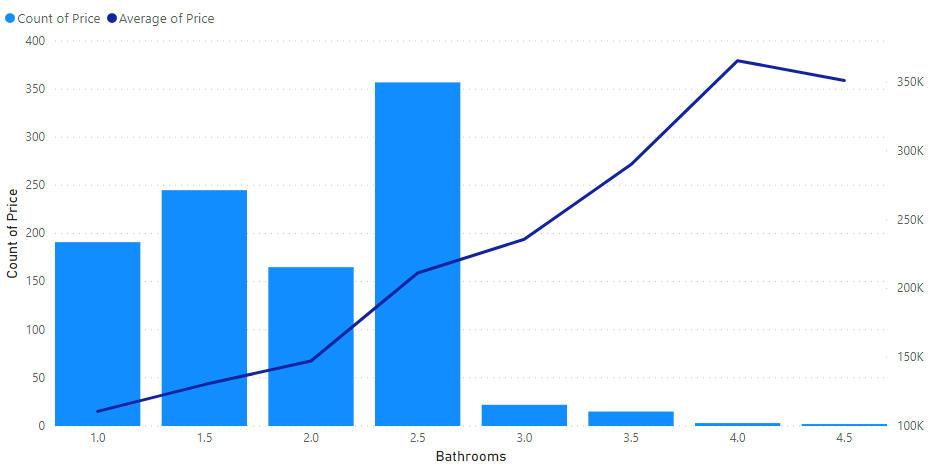 Count of Price Average of Price
400
350
300
250
200
150
100
50
0
Count of Price
350K
300K
250K
200K
150K
100K
1.0 1.5 2.0 2.5 3.0 3.5 4.0 4.5
Bathrooms